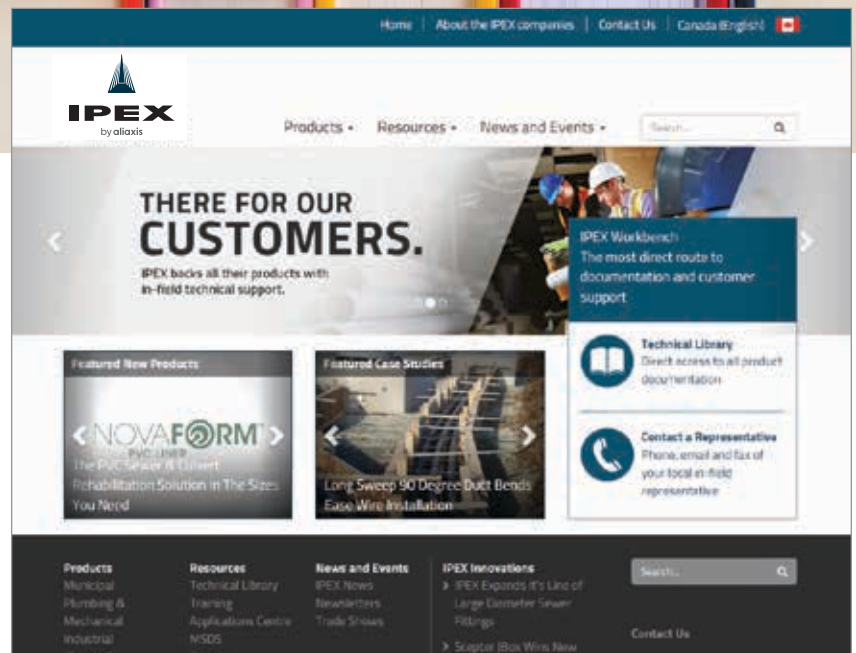 Home
About the IPEX companies
Contact Us
Canada (English)
IPEX
by aliaxis
Products
Resources
News and Events
Search...
THERE FOR OUR
CUSTOMERS.
IPEX backs all their products with
in-field technical support.
IPEX Workbench
The most direct route to
documentation and customer
support
Technical Library
Direct access to all product
documentation
Contact a Representative
Phone, email and fax of
your local in-field
representative
Featured New Products
NOVAFORM™
PVC LINER
The PVC Sewer & Culvert
Rehabilitation Solution in The Sizes
You Need
Featured Case Studies
Long Sweep 90 Degree Duct Bends
Ease Wire Installation
Products
Municipal
Plumbing &
Mechanical
Industrial
Resources
Technical Library
Training
Applications Centre
MSDS
News and Events
IPEX News
Newsletters
Trade Shows
IPEX Innovations
> IPEX Expands it's Line of
Large Diameter Sewer
Fittings
> Scepter JBox Wins New
Search...
Contact Us